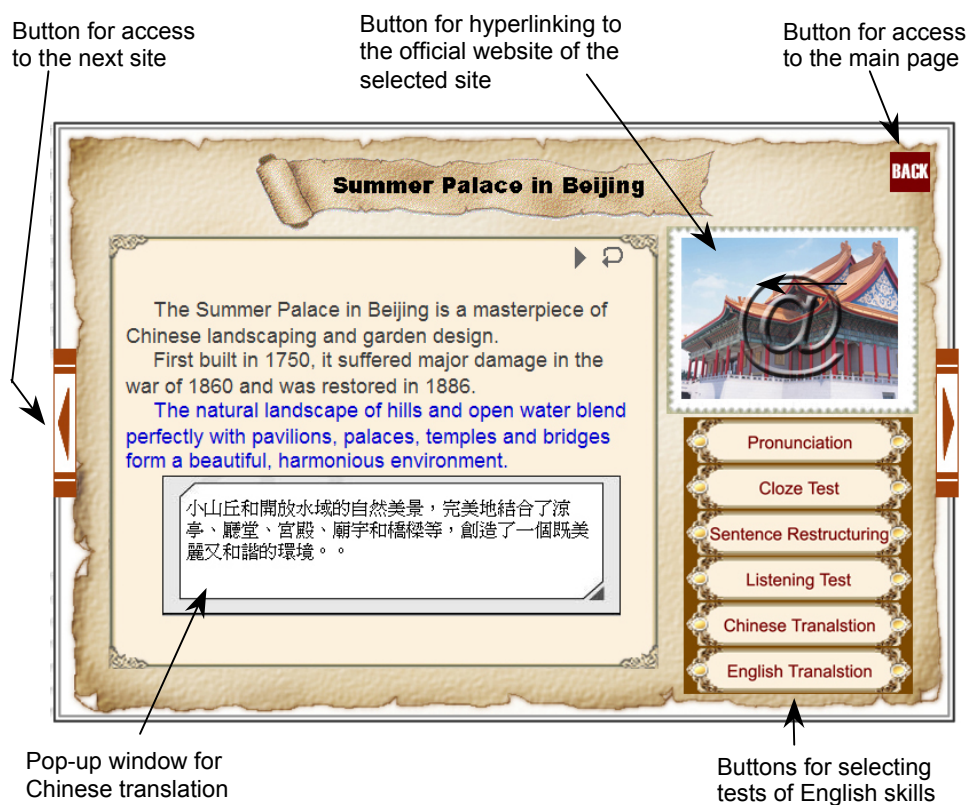 Button for access
to the next site
Button for hyperlinking to
the official website of the
selected site
Button for access
to the main page
BACK
Summer Palace in Beijing
The Summer Palace in Beijing is a masterpiece of
Chinese landscaping and garden design.
First built in 1750, it suffered major damage in the
war of 1860 and was restored in 1886.
The natural landscape of hills and open water blend
perfectly with pavilions, palaces, temples and bridges
form a beautiful, harmonious environment.
小山丘和開放水域的自然美景，完美地結合了涼
亭、廳堂、宮殿、廟宇和橋樑等，創造了一個既美
麗又和諧的環境。。
@
Pronunciation
Cloze Test
Sentence Restructuring
Listening Test
Chinese Tranalstion
English Tranalstion
Pop-up window for
Chinese translation
Buttons for selecting
tests of English skills